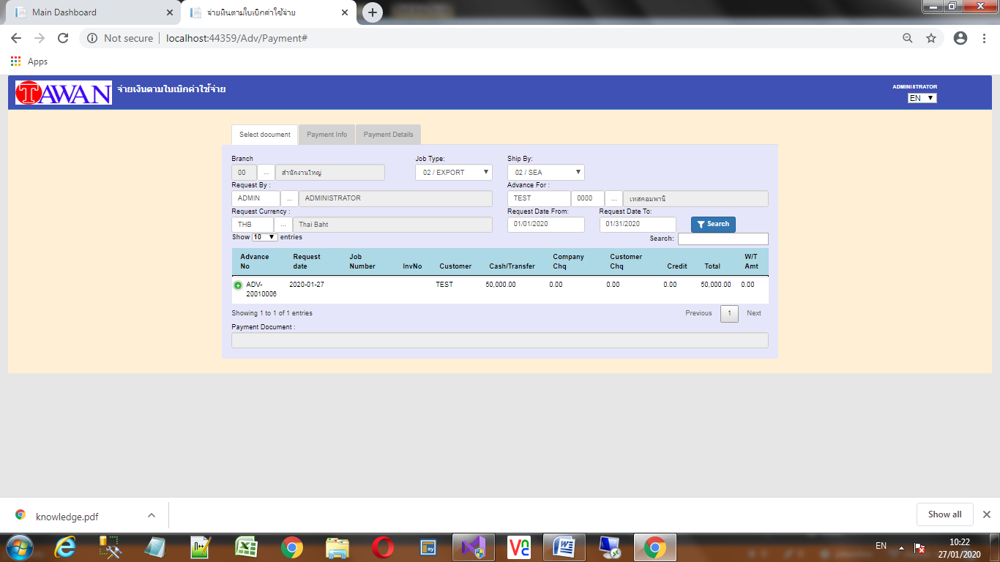 Main Dashboard
จ่ายเงินตามใบเบิกค่าใช้จ่าย
Not secure
localhost:44359/Adv/Payment#
Apps
TAWAN
จ่ายเงินตามใบเบิกค่าใช้จ่าย
ADMINISTRATOR
EN
Select document
Payment Info
Payment Details
Branch
Job Type:
Ship By:
00
...
สำนักงานใหญ่
02 / EXPORT
02 / SEA
Request By :
Advance For :
ADMIN
...
ADMINISTRATOR
TEST
0000
...
เทสคอมพานี
Request Currency :
Request Date From:
Request Date To:
THB
...
Thai Baht
01/01/2020
01/31/2020
Search
Show 10 entries
Search:
Advance No
Request date
Job Number
InvNo
Customer
Cash/Transfer
Company Chq
Customer Chq
Credit
Total
W/T Amt
ADV-20010006
2020-01-27
TEST
50,000.00
0.00
0.00
0.00
50,000.00
0.00
Showing 1 to 1 of 1 entries
Previous
1
Next
Payment Document :
knowledge.pdf
Show all
EN
10:22
27/01/2020